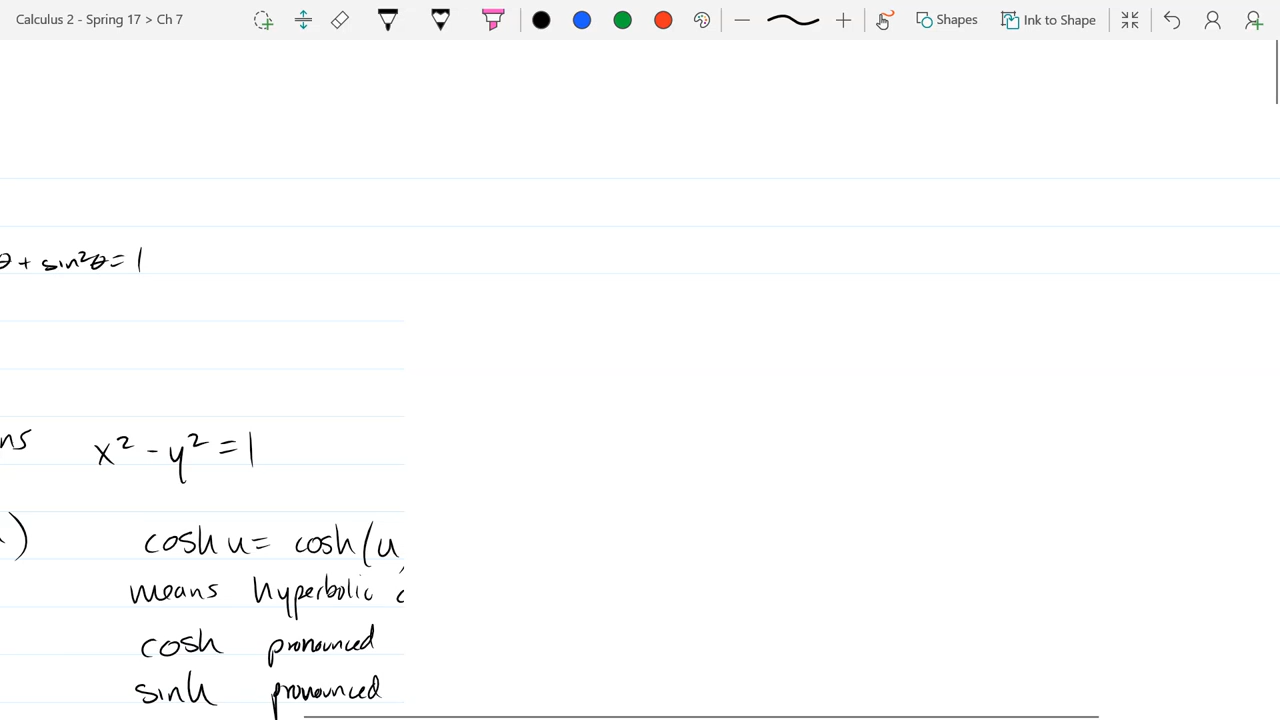 Calculus 2 - Spring 17 > Ch 7
Shapes
Ink to Shape
θ + sin²θ = 1
ns x² - y² = 1
) cosh u = cosh(u
means hyperbolic c
cosh pronounced
sinh pronounced